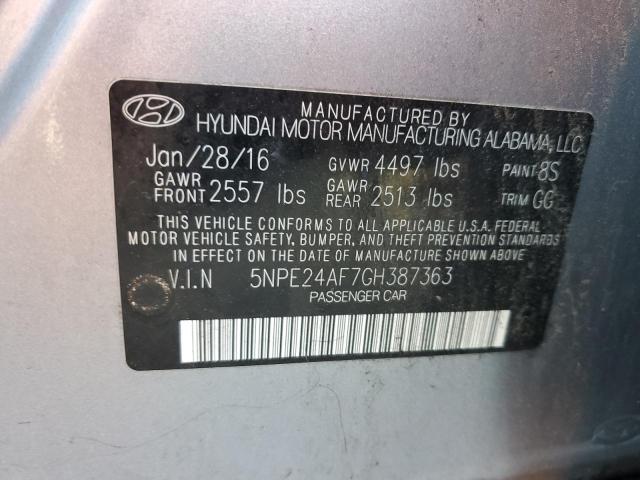 MANUFACTURED BY
HYUNDAI MOTOR MANUFACTURING ALABAMA, LLC
Jan/28/16 GVWR 4497 lbs PAINT 8S
GAWR FRONT 2557 lbs GAWR REAR 2513 lbs TRIM GG
THIS VEHICLE CONFORMS TO ALL APPLICABLE U.S.A. FEDERAL
MOTOR VEHICLE SAFETY, BUMPER, AND THEFT PREVENTION STANDARDS
IN EFFECT ON THE DATE OF MANUFACTURE SHOWN ABOVE
V.I.N 5NPE24AF7GH387363
PASSENGER CAR